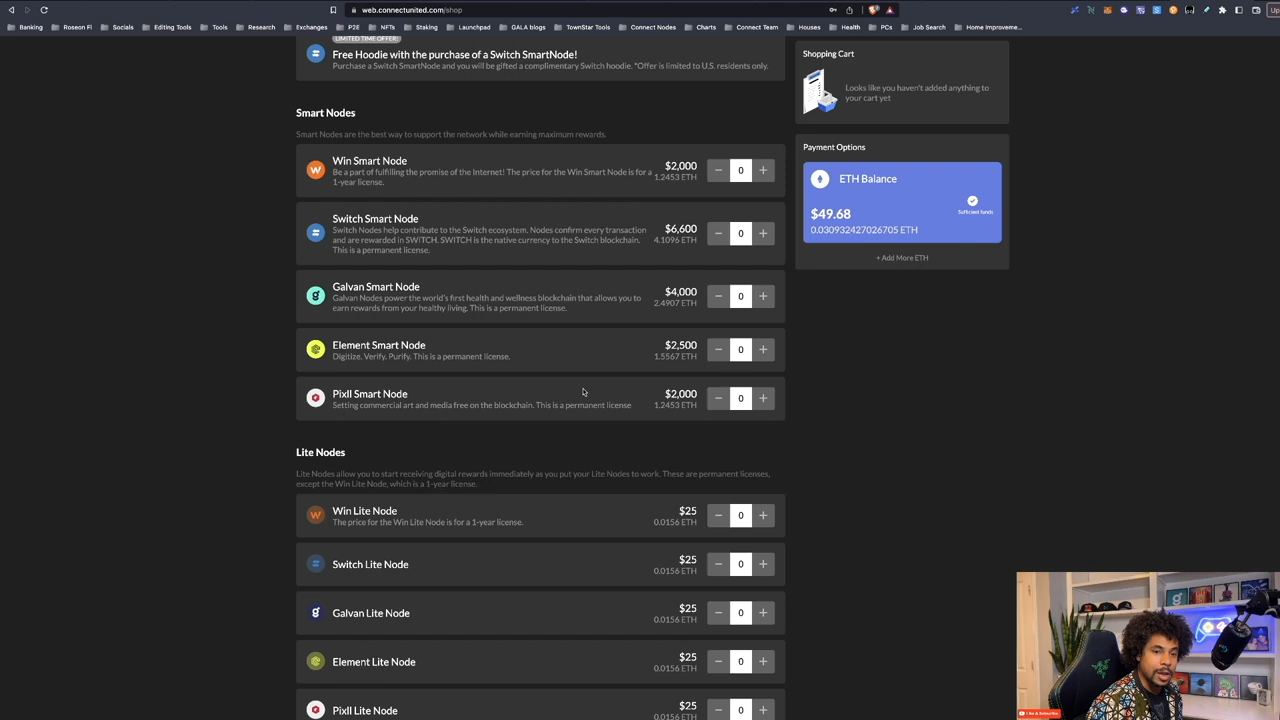 web.connectunited.com/shop
Banking
Roseon Fi
Socials
Editing Tools
Tools
Research
Exchanges
P2E
NFTs
Staking
Launchpad
GALA blogs
TownStar Tools
Connect Nodes
Charts
Connect Team
Houses
Health
PCs
Job Search
Home Improveme...
LIMITED TIME OFFER!
Free Hoodie with the purchase of a Switch SmartNode!
Purchase a Switch SmartNode and you will be gifted a complimentary Switch hoodie. *Offer is limited to U.S. residents only.
Smart Nodes
Smart Nodes are the best way to support the network while earning maximum rewards.
Win Smart Node
Be a part of fulfilling the promise of the Internet! The price for the Win Smart Node is for a
1-year license.
$2,000
1.2453 ETH
0
Switch Smart Node
Switch Nodes help contribute to the Switch ecosystem. Nodes confirm every transaction
and are rewarded in SWITCH. SWITCH is the native currency to the Switch blockchain.
This is a permanent license.
$6,600
4.1096 ETH
0
Galvan Smart Node
Galvan Nodes power the world's first health and wellness blockchain that allows you to
earn rewards from your healthy living. This is a permanent license.
$4,000
2.4907 ETH
0
Element Smart Node
Digitize. Verify. Purify. This is a permanent license.
$2,500
1.5567 ETH
0
Pixll Smart Node
Setting commercial art and media free on the blockchain. This is a permanent license
$2,000
1.2453 ETH
0
Lite Nodes
Lite Nodes allow you to start receiving digital rewards immediately as you put your Lite Nodes to work. These are permanent licenses,
except the Win Lite Node, which is a 1-year license.
Win Lite Node
The price for the Win Lite Node is for a 1-year license.
$25
0.0156 ETH
0
Switch Lite Node
$25
0.0156 ETH
0
Galvan Lite Node
$25
0.0156 ETH
0
Element Lite Node
$25
0.0156 ETH
0
Pixll Lite Node
$25
0.0156 ETH
0
Shopping Cart
Looks like you haven't added anything to
your cart yet
Payment Options
ETH Balance
$49.68
0.030932427026705 ETH
Sufficient funds
+ Add More ETH
Like & Subscribe